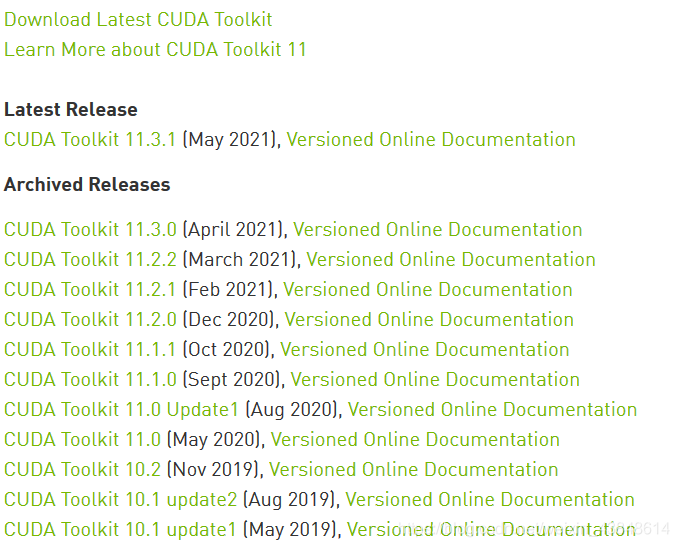 Download Latest CUDA Toolkit
Learn More about CUDA Toolkit 11
Latest Release
CUDA Toolkit 11.3.1 (May 2021), Versioned Online Documentation
Archived Releases
CUDA Toolkit 11.3.0 (April 2021), Versioned Online Documentation
CUDA Toolkit 11.2.2 (March 2021), Versioned Online Documentation
CUDA Toolkit 11.2.1 (Feb 2021), Versioned Online Documentation
CUDA Toolkit 11.2.0 (Dec 2020), Versioned Online Documentation
CUDA Toolkit 11.1.1 (Oct 2020), Versioned Online Documentation
CUDA Toolkit 11.1.0 (Sept 2020), Versioned Online Documentation
CUDA Toolkit 11.0 Update1 (Aug 2020), Versioned Online Documentation
CUDA Toolkit 11.0 (May 2020), Versioned Online Documentation
CUDA Toolkit 10.2 (Nov 2019), Versioned Online Documentation
CUDA Toolkit 10.1 update2 (Aug 2019), Versioned Online Documentation
CUDA Toolkit 10.1 update1 (May 2019), Versioned Online Documentation